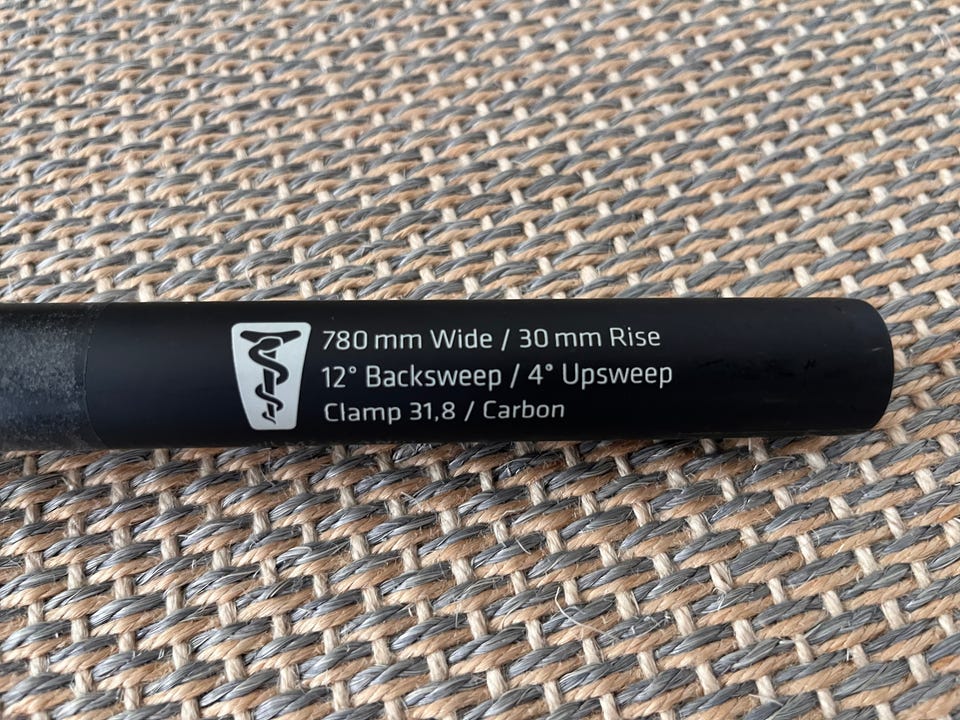 780 mm Wide / 30 mm Rise
12° Backsweep / 4° Upsweep
Clamp 31,8 / Carbon